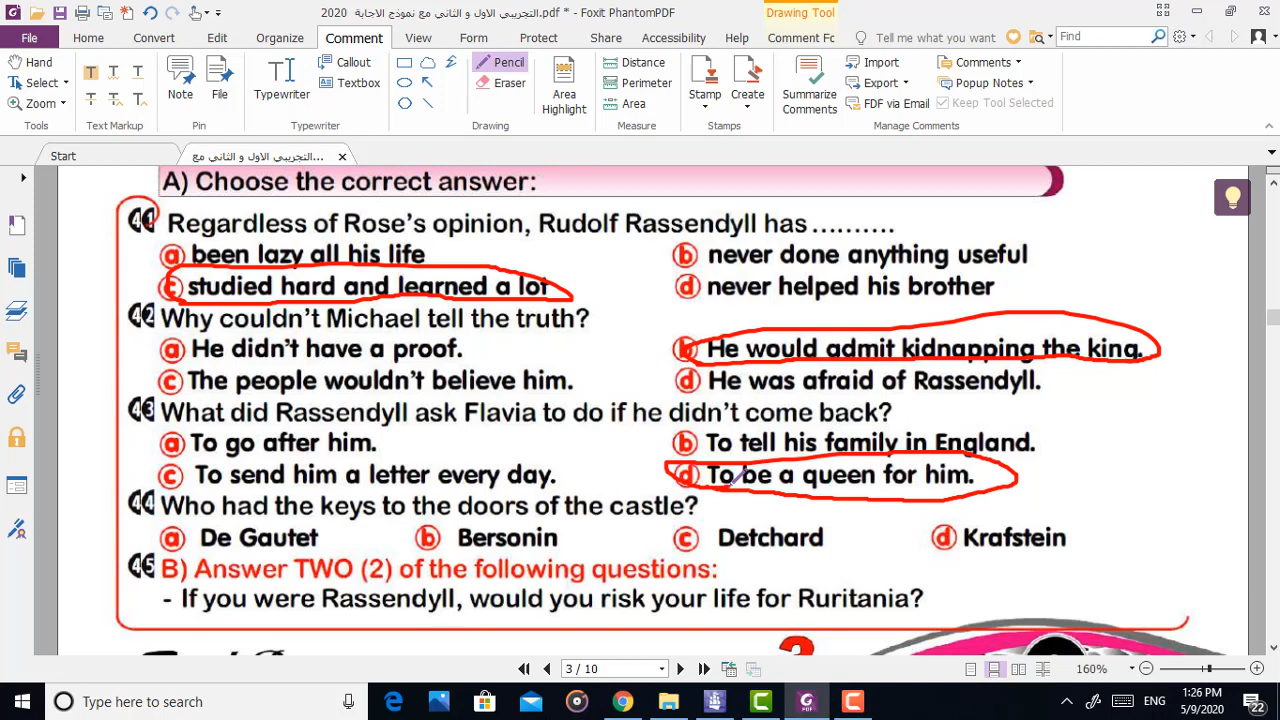 التجريبي الاول و الثاني مع نموذج الاجابة 2020.pdf * - Foxit PhantomPDF
Drawing Tool
File Home Convert Edit Organize Comment View Form Protect Share Accessibility Help Comment Fc Tell me what you want... Find
Hand
Select
Zoom
Tools
T T T
Text Markup
Note
File
Pin
Typewriter
Callout
Textbox
Typewriter
Pencil
Eraser
Drawing
Area Highlight
Distance
Perimeter
Area
Measure
Stamp
Create
Stamps
Summarize Comments
Import
Export
FDF via Email
Comments
Popup Notes
Keep Tool Selected
Manage Comments
Start
التجريبي الاول و الثاني مع...
A) Choose the correct answer:
41 Regardless of Rose's opinion, Rudolf Rassendyll has ..........
a been lazy all his life b never done anything useful
c studied hard and learned a lot d never helped his brother
42 Why couldn't Michael tell the truth?
a He didn't have a proof. b He would admit kidnapping the king.
c The people wouldn't believe him. d He was afraid of Rassendyll.
43 What did Rassendyll ask Flavia to do if he didn't come back?
a To go after him. b To tell his family in England.
c To send him a letter every day. d To be a queen for him.
44 Who had the keys to the doors of the castle?
a De Gautet b Bersonin c Detchard d Krafstein
45 B) Answer TWO (2) of the following questions:
- If you were Rassendyll, would you risk your life for Ruritania?
3
3 / 10
160%
Type here to search
ENG
1:26 PM
5/9/2020
22